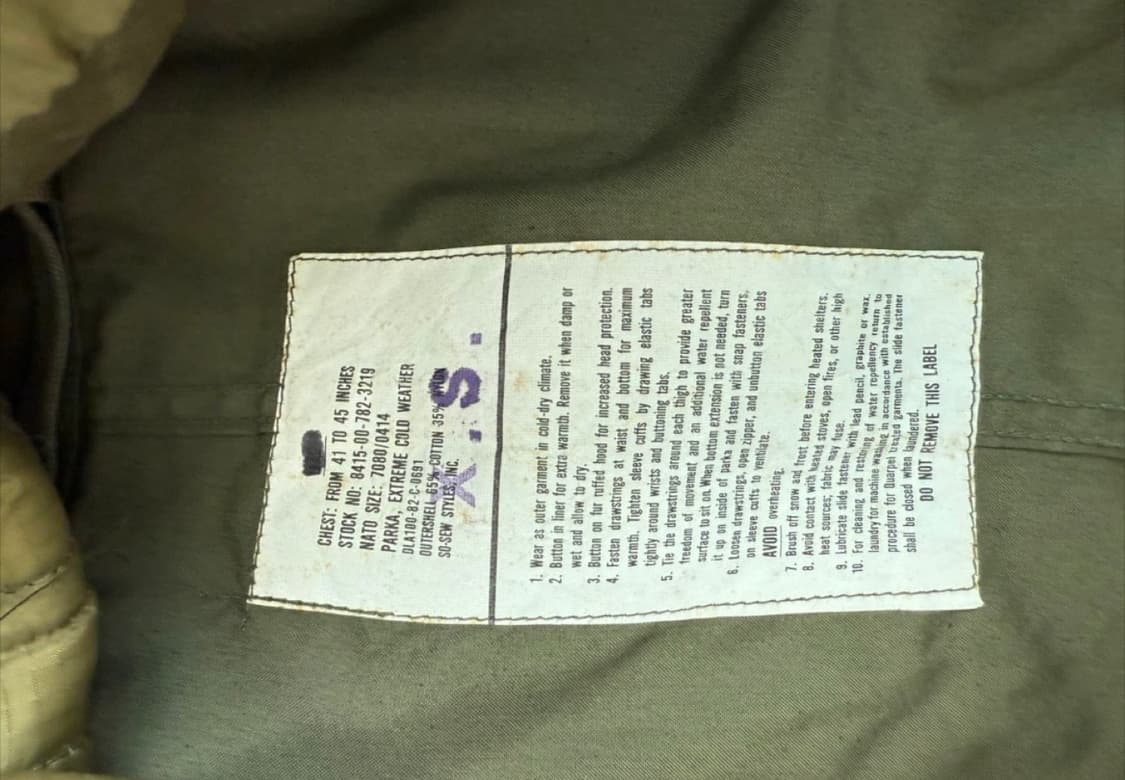 CHEST: FROM 41 TO 45 INCHES
STOCK NO: 8415-00-782-3219
NATO SIZE: 7080/0414
PARKA, EXTREME COLD WEATHER
DLA100-82-C-0691
OUTERSHELL 65% COTTON 35%
SO-SEW STYLES, INC.
X.S.
1. Wear as outer garment in cold-dry climate.
2. Button in liner for extra warmth. Remove it when damp or
wet and allow to dry.
3. Button on fur ruffed hood for increased head protection.
4. Fasten drawstrings at waist and bottom for maximum
warmth. Tighten sleeve cuffs by drawing elastic tabs
tightly around wrists and buttoning tabs.
5. Tie the drawstrings around each thigh to provide greater
freedom of movement and an additional water repellent
surface to sit on. When bottom extension is not needed, turn
it up on inside of parka and fasten with snap fasteners.
6. Loosen drawstrings, open zipper, and unbutton elastic tabs
on sleeve cuffs to ventilate.
AVOID overheating.
7. Brush off snow and frost before entering heated shelters.
8. Avoid contact with heated stoves, open fires, or other high
heat sources; fabric may fuse.
9. Lubricate slide fastener with lead pencil, graphite or wax.
10. For cleaning and restoring of water repellency return to
laundry for machine washing in accordance with established
procedure for Quarpel treated garments. The slide fastener
shall be closed when laundered.
DO NOT REMOVE THIS LABEL